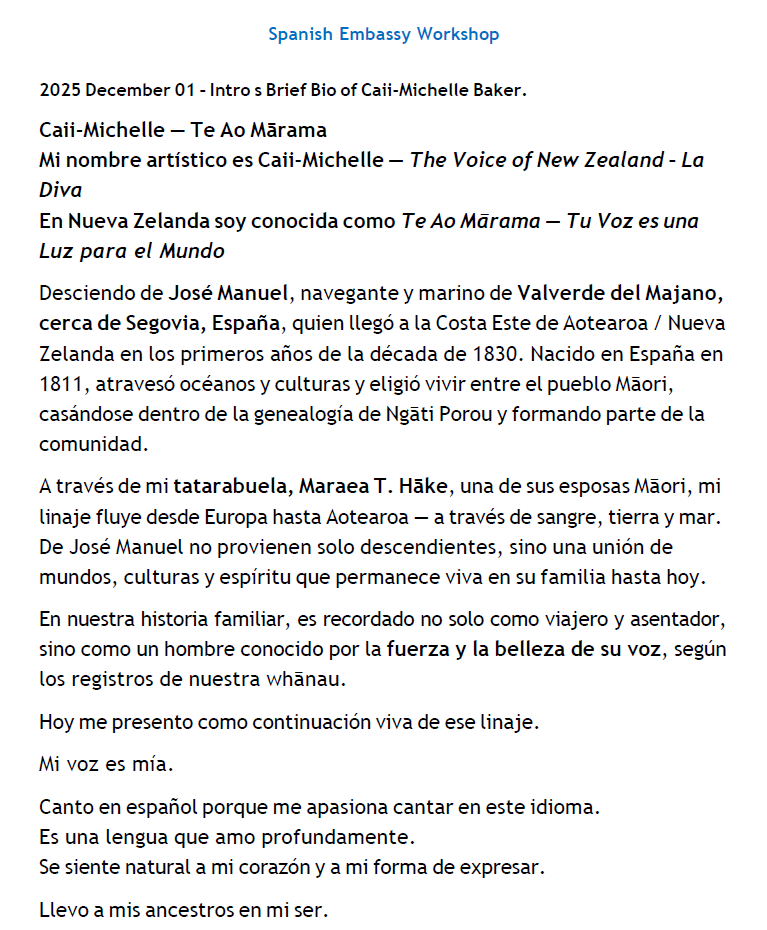 Spanish Embassy Workshop
2025 December 01 – Intro s Brief Bio of Caii-Michelle Baker.
Caii-Michelle — Te Ao Mārama
Mi nombre artístico es Caii-Michelle — The Voice of New Zealand – La
Diva
En Nueva Zelanda soy conocida como Te Ao Mārama — Tu Voz es una
Luz para el Mundo
Desciendo de José Manuel, navegante y marino de Valverde del Majano,
cerca de Segovia, España, quien llegó a la Costa Este de Aotearoa / Nueva
Zelanda en los primeros años de la década de 1830. Nacido en España en
1811, atravesó océanos y culturas y eligió vivir entre el pueblo Māori,
casándose dentro de la genealogía de Ngāti Porou y formando parte de la
comunidad.
A través de mi tatarabuela, Maraea T. Hāke, una de sus esposas Māori, mi
linaje fluye desde Europa hasta Aotearoa — a través de sangre, tierra y mar.
De José Manuel no provienen solo descendientes, sino una unión de
mundos, culturas y espíritu que permanece viva en su familia hasta hoy.
En nuestra historia familiar, es recordado no solo como viajero y asentador,
sino como un hombre conocido por la fuerza y la belleza de su voz, según
los registros de nuestra whānau.
Hoy me presento como continuación viva de ese linaje.
Mi voz es mía.
Canto en español porque me apasiona cantar en este idioma.
Es una lengua que amo profundamente.
Se siente natural a mi corazón y a mi forma de expresar.
Llevo a mis ancestros en mi ser.